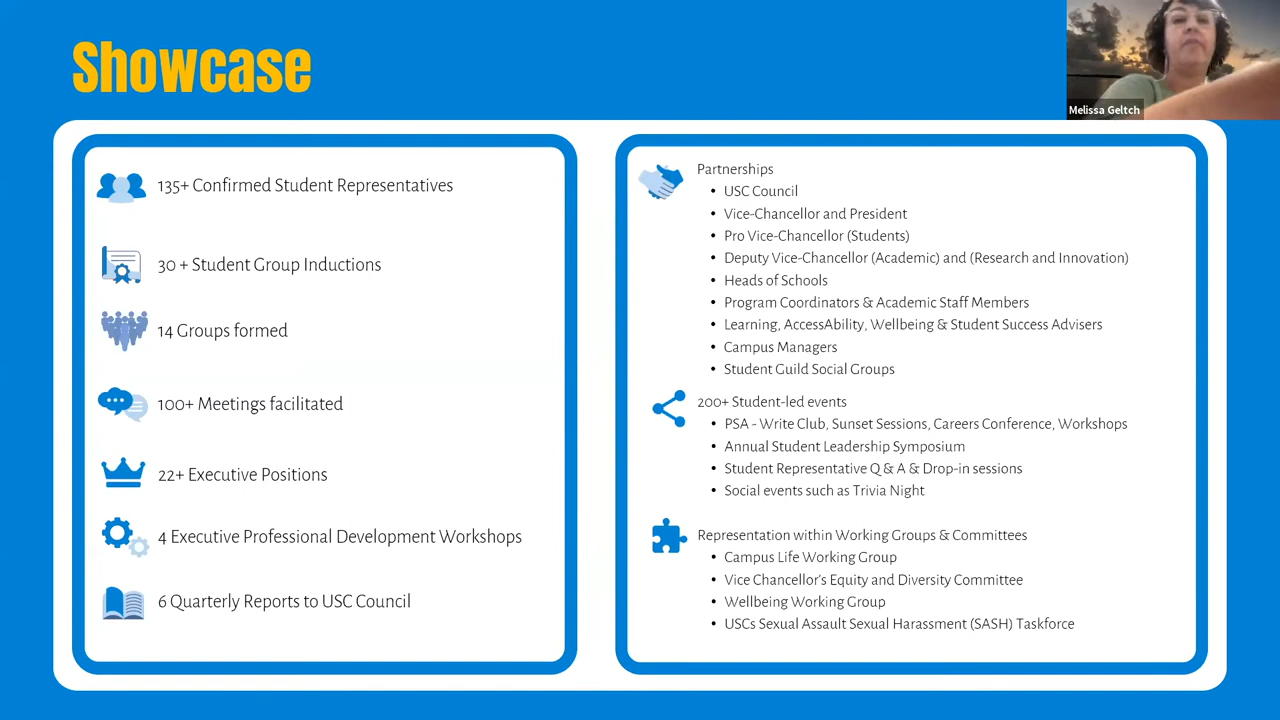 Showcase
Melissa Geltch
135+ Confirmed Student Representatives
30 + Student Group Inductions
14 Groups formed
100+ Meetings facilitated
22+ Executive Positions
4 Executive Professional Development Workshops
6 Quarterly Reports to USC Council
Partnerships
• USC Council
• Vice-Chancellor and President
• Pro Vice-Chancellor (Students)
• Deputy Vice-Chancellor (Academic) and (Research and Innovation)
• Heads of Schools
• Program Coordinators & Academic Staff Members
• Learning, AccessAbility, Wellbeing & Student Success Advisers
• Campus Managers
• Student Guild Social Groups
200+ Student-led events
• PSA - Write Club, Sunset Sessions, Careers Conference, Workshops
• Annual Student Leadership Symposium
• Student Representative Q & A & Drop-in sessions
• Social events such as Trivia Night
Representation within Working Groups & Committees
• Campus Life Working Group
• Vice Chancellor's Equity and Diversity Committee
• Wellbeing Working Group
• USCs Sexual Assault Sexual Harassment (SASH) Taskforce